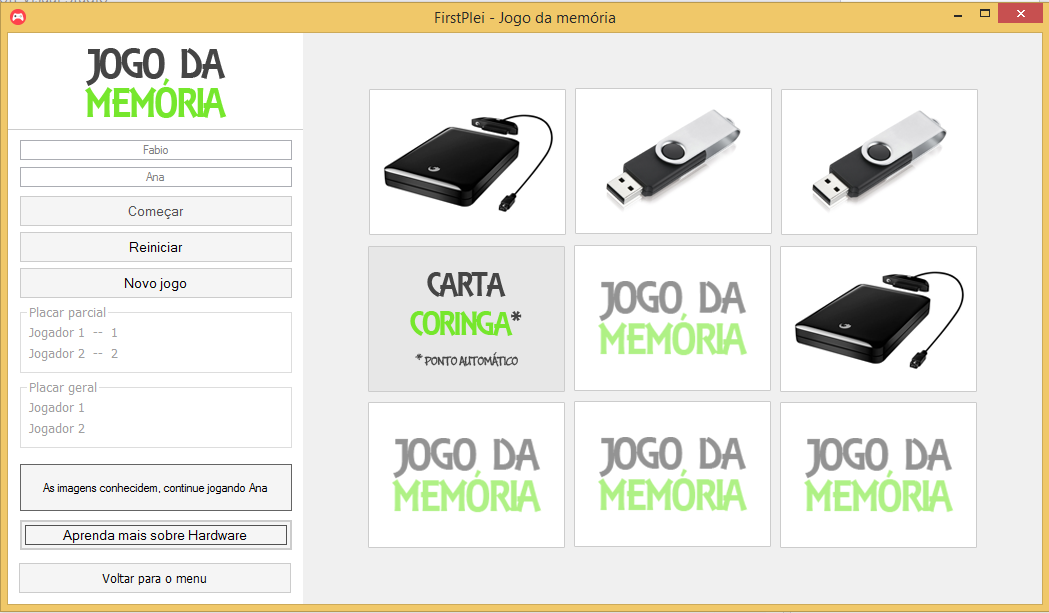 FirstPlei - Jogo da memória
JOGO DA
MEMÓRIA
Fabio
Ana
Começar
Reiniciar
Novo jogo
Placar parcial
Jogador 1 -- 1
Jogador 2 -- 2
Placar geral
Jogador 1
Jogador 2
As imagens conhecidem, continue jogando Ana
Aprenda mais sobre Hardware
Voltar para o menu
CARTA
CORINGA*
* PONTO AUTOMÁTICO
JOGO DA
MEMÓRIA
JOGO DA
MEMÓRIA
JOGO DA
MEMÓRIA
JOGO DA
MEMÓRIA